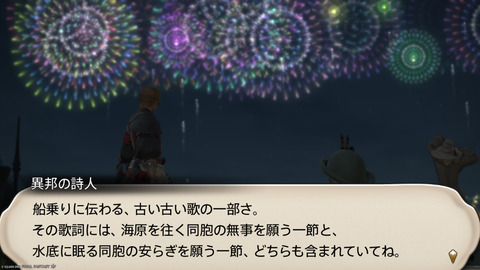 異邦の詩人
船乗りに伝わる、古い古い歌の一部さ。
その歌詞には、海原を往く同胞の無事を願う一節と、
水底に眠る同胞の安らぎを願う一節、どちらも含まれていてね。